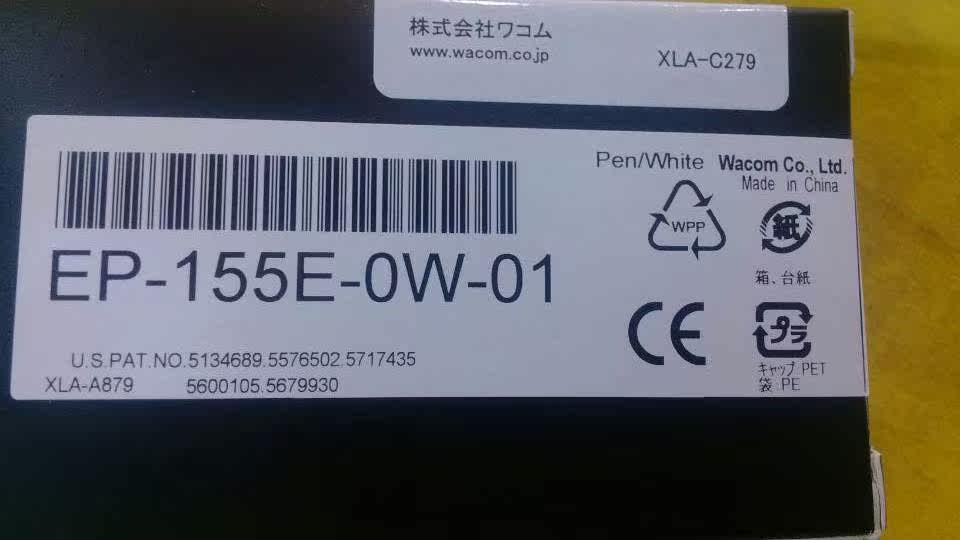 株式会社ワコム
www.wacom.co.jp
XLA-C279
Pen/White Wacom Co., Ltd.
Made in China
WPP
紙
箱、台紙
EP-155E-0W-01
CE
プラ
キャップ:PET
袋:PE
U.S.PAT.NO.5134689.5576502.5717435
XLA-A879 5600105.5679930